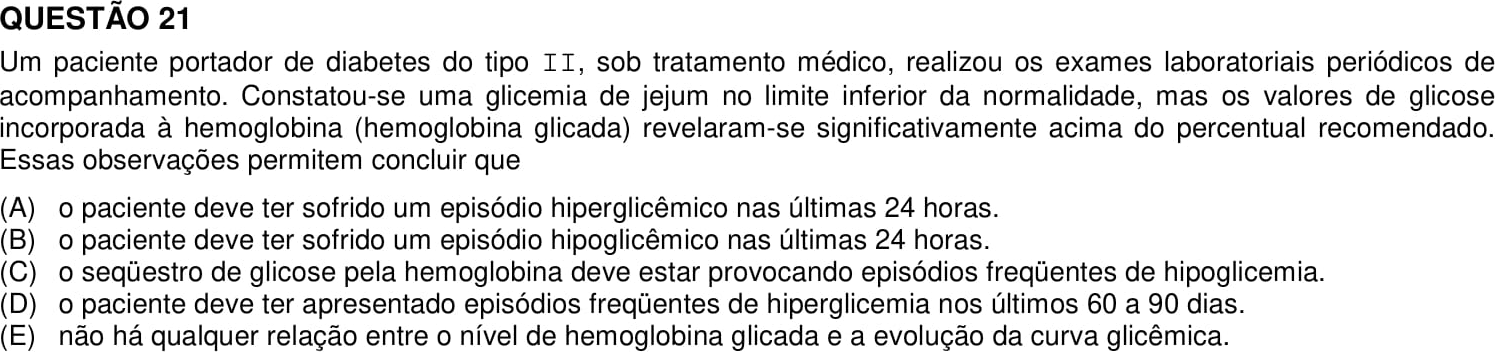 QUESTÃO 21
Um paciente portador de diabetes do tipo II, sob tratamento médico, realizou os exames laboratoriais periódicos de
acompanhamento. Constatou-se uma glicemia de jejum no limite inferior da normalidade, mas os valores de glicose
incorporada à hemoglobina (hemoglobina glicada) revelaram-se significativamente acima do percentual recomendado.
Essas observações permitem concluir que
(A) o paciente deve ter sofrido um episódio hiperglicêmico nas últimas 24 horas.
(B) o paciente deve ter sofrido um episódio hipoglicêmico nas últimas 24 horas.
(C) o seqüestro de glicose pela hemoglobina deve estar provocando episódios freqüentes de hipoglicemia.
(D) o paciente deve ter apresentado episódios freqüentes de hiperglicemia nos últimos 60 a 90 dias.
(E) não há qualquer relação entre o nível de hemoglobina glicada e a evolução da curva glicêmica.